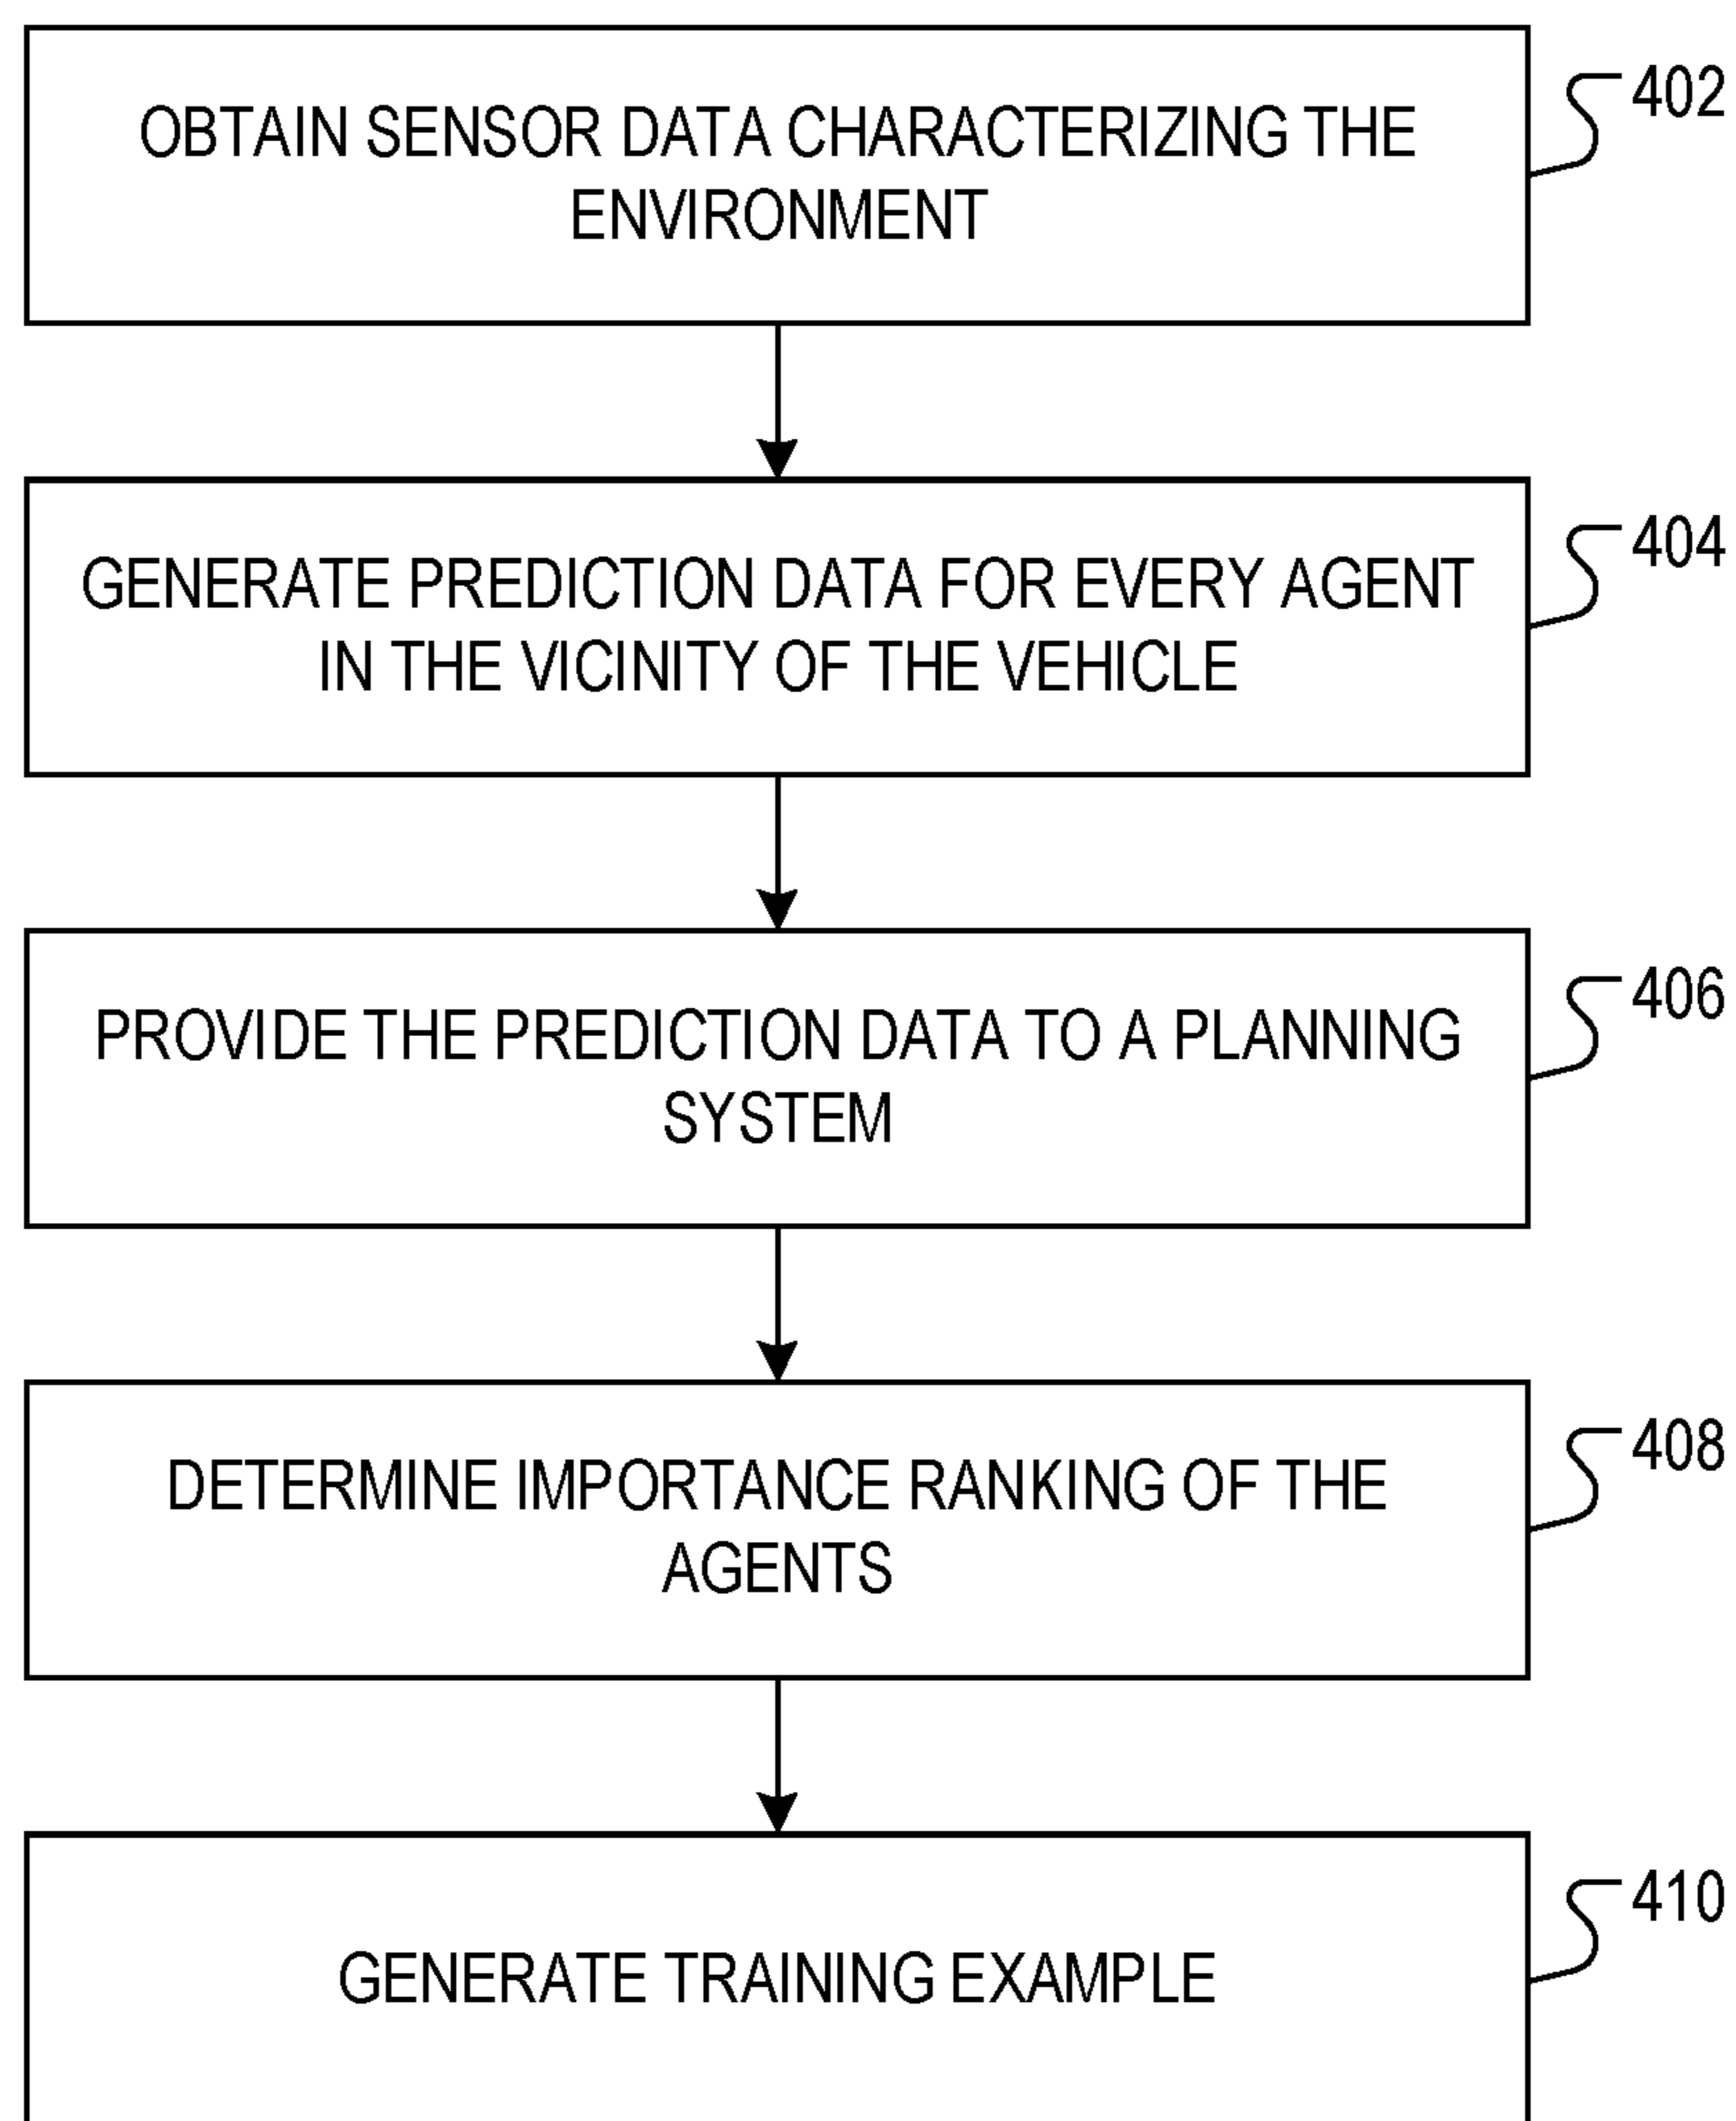 OBTAIN SENSOR DATA CHARACTERIZING THE
ENVIRONMENT
402
GENERATE PREDICTION DATA FOR EVERY AGENT
IN THE VICINITY OF THE VEHICLE
404
PROVIDE THE PREDICTION DATA TO A PLANNING
SYSTEM
406
DETERMINE IMPORTANCE RANKING OF THE
AGENTS
408
GENERATE TRAINING EXAMPLE
410